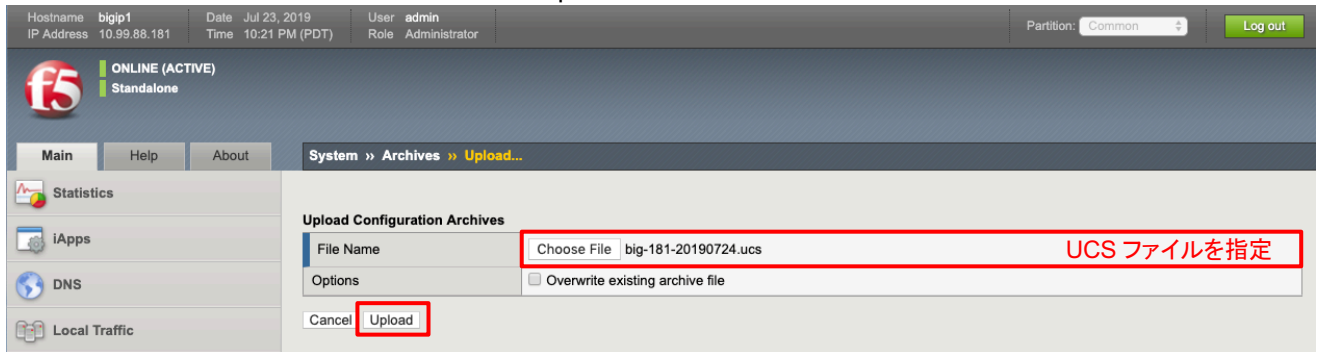 Hostname bigip1 Date Jul 23, 2019 User admin
IP Address 10.99.88.181 Time 10:21 PM (PDT) Role Administrator
Partition: Common Log out
f5
ONLINE (ACTIVE)
Standalone
Main Help About
System » Archives » Upload...
Statistics
iApps
DNS
Local Traffic
Upload Configuration Archives
File Name Choose File big-181-20190724.ucs UCS ファイルを指定
Options Overwrite existing archive file
Cancel Upload